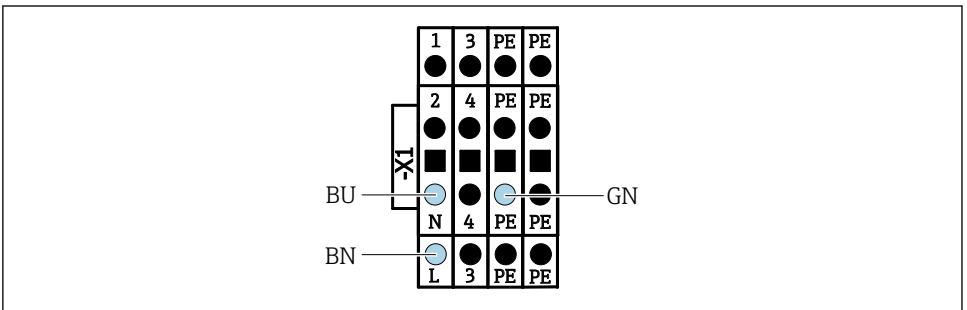 1 3 PE PE
2 4 PE PE
-X1
BU
GN
N 4 PE PE
BN
L 3 PE PE